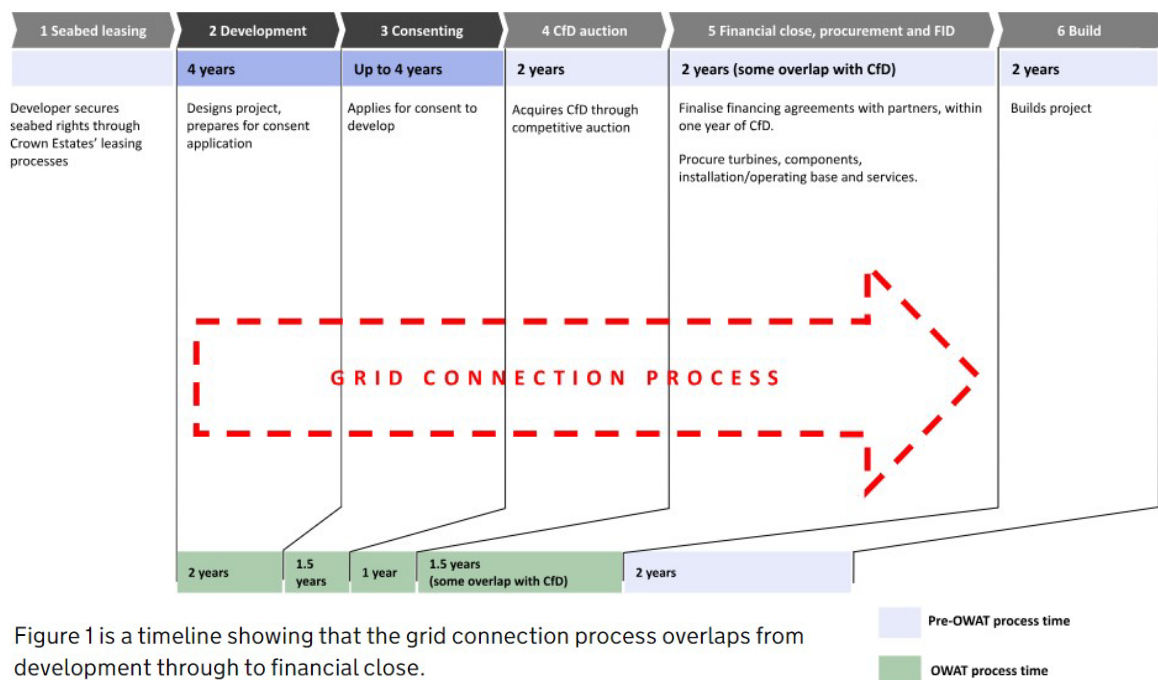 1 Seabed leasing
2 Development
3 Consenting
4 CfD auction
5 Financial close, procurement and FID
6 Build
4 years
Up to 4 years
2 years
2 years (some overlap with CfD)
2 years
Developer secures
seabed rights through
Crown Estates’ leasing
processes
Designs project,
prepares for consent
application
Applies for consent to
develop
Acquires CfD through
competitive auction
Finalise financing agreements with partners, within
one year of CfD.
Procure turbines, components,
installation/operating base and services.
Builds project
GRID CONNECTION PROCESS
2 years
1.5
years
1 year
1.5 years
(some overlap with CfD)
2 years
Figure 1 is a timeline showing that the grid connection process overlaps from
development through to financial close.
Pre-OWAT process time
OWAT process time